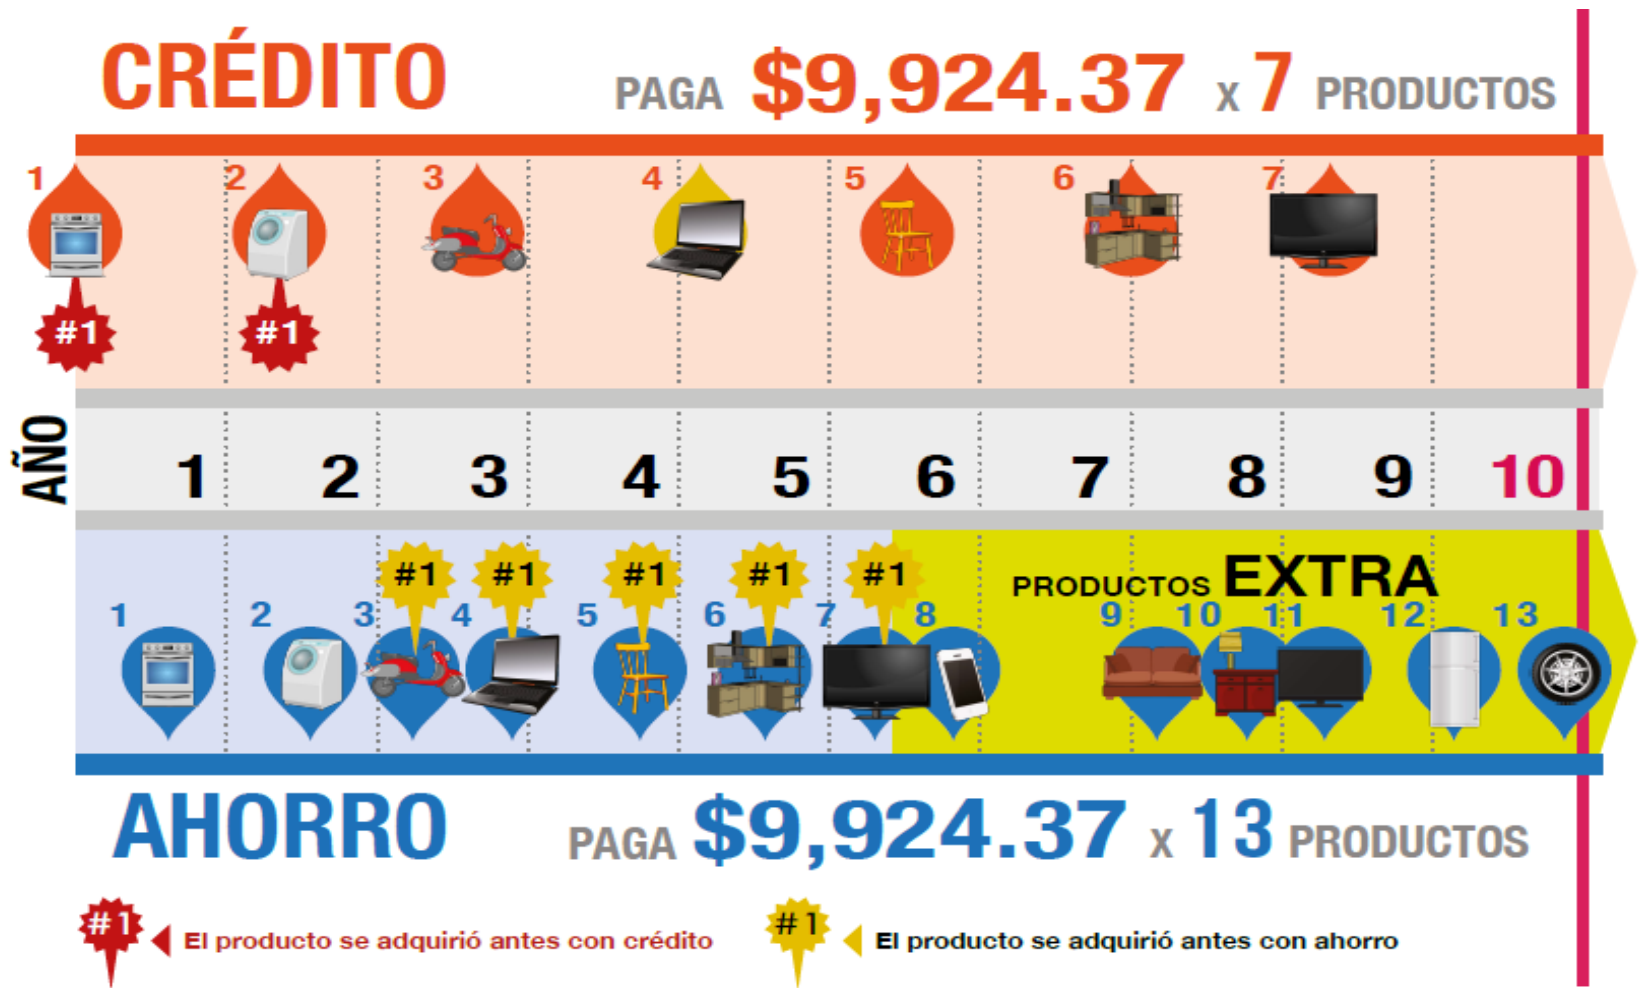 CRÉDITO
PAGA $9,924.37 x 7 PRODUCTOS
1 2 3 4 5 6 7
#1 #1
AÑO
1 2 3 4 5 6 7 8 9 10
#1 #1 #1 #1 #1
PRODUCTOS EXTRA
1 2 3 4 5 6 7 8 9 10 11 12 13
AHORRO
PAGA $9,924.37 x 13 PRODUCTOS
#1 El producto se adquirió antes con crédito
#1 El producto se adquirió antes con ahorro